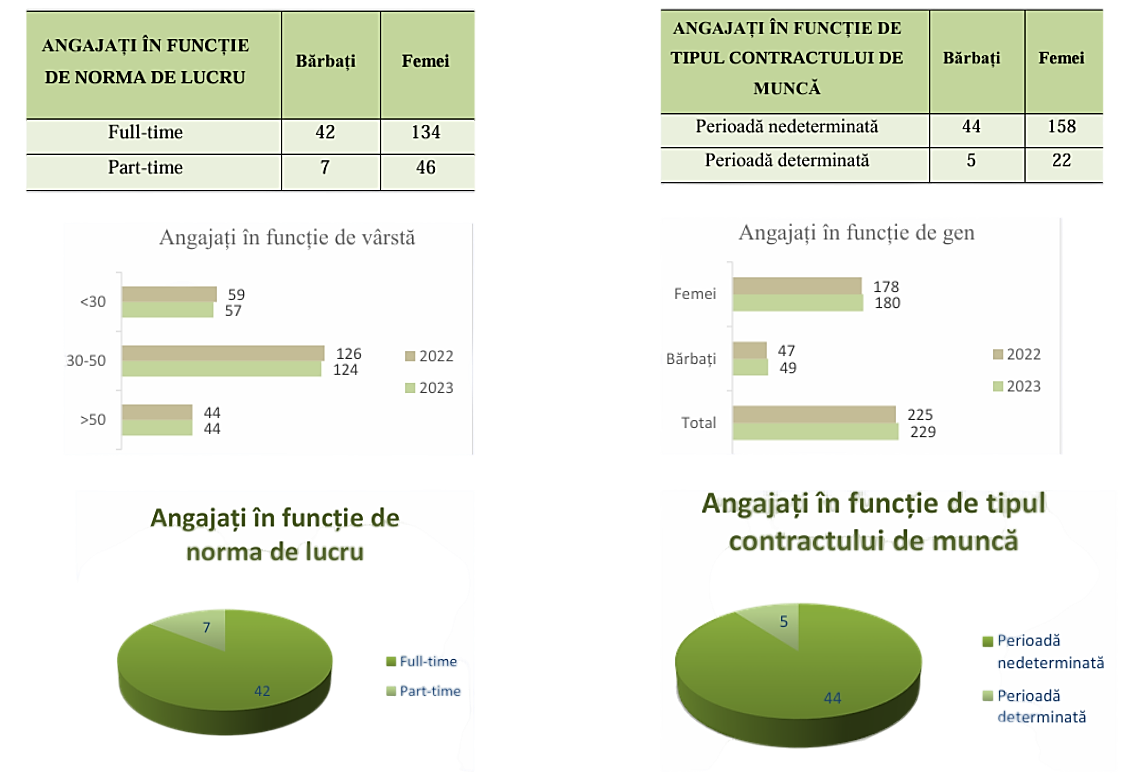 ANGAJAȚI ÎN FUNCȚIE
DE NORMA DE LUCRU
Bărbați
Femei
Full-time 42 134
Part-time 7 46
ANGAJAȚI ÎN FUNCȚIE DE
TIPUL CONTRACTULUI DE
MUNCĂ
Bărbați
Femei
Perioadă nedeterminată 44 158
Perioadă determinată 5 22
Angajați în funcție de vârstă
<30
59
57
30-50
126
124
>50
44
44
2022
2023
Angajați în funcție de gen
Femei
178
180
Bărbați
47
49
Total
225
229
2022
2023
Angajați în funcție de
norma de lucru
7
42
Full-time
Part-time
Angajați în funcție de tipul
contractului de muncă
5
44
Perioadă
nedeterminată
Perioadă
determinată